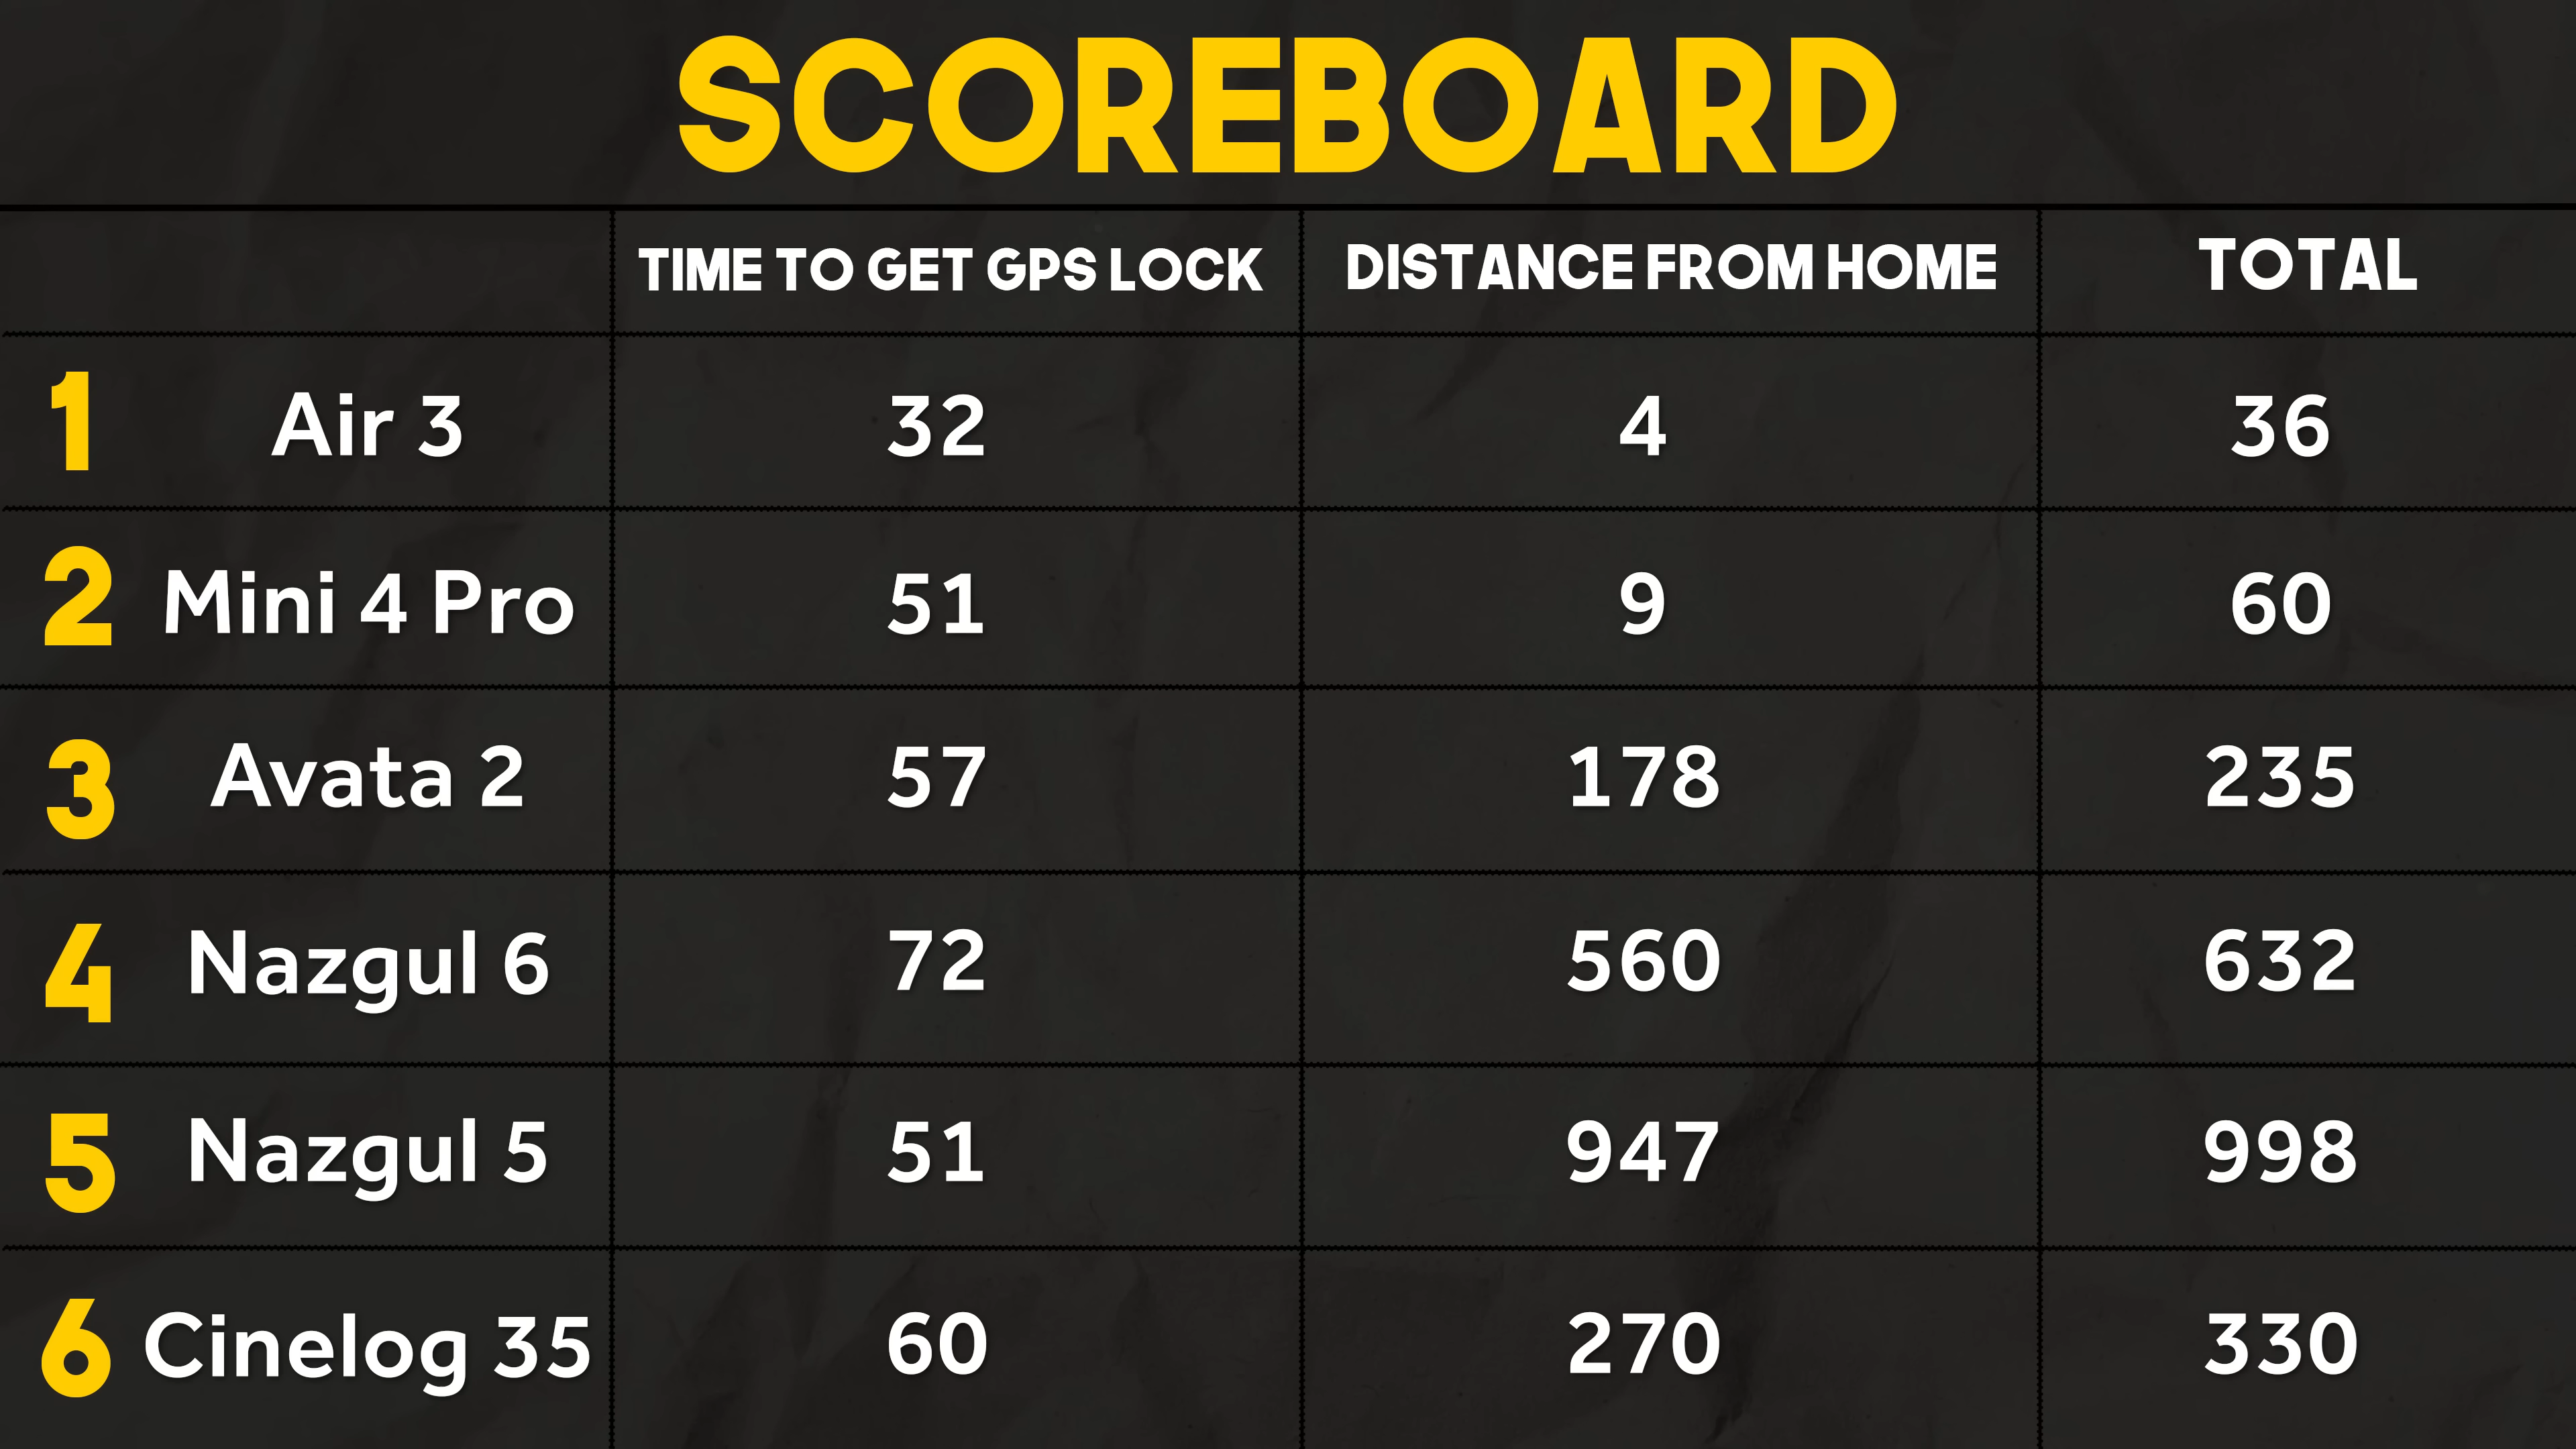 SCOREBOARD
TIME TO GET GPS LOCK DISTANCE FROM HOME TOTAL
1 Air 3 32 4 36
2 Mini 4 Pro 51 9 60
3 Avata 2 57 178 235
4 Nazgul 6 72 560 632
5 Nazgul 5 51 947 998
6 Cinelog 35 60 270 330